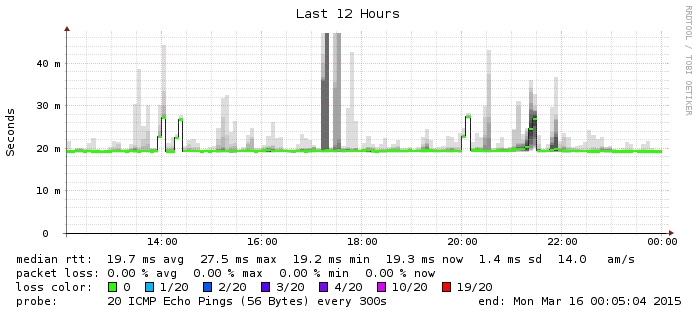 Last 12 Hours
RRDTOOL / TOBI OETIKER
Seconds
40 m
30 m
20 m
10 m
0
14:00 16:00 18:00 20:00 22:00 00:00
median rtt: 19.7 ms avg 27.5 ms max 19.2 ms min 19.3 ms now 1.4 ms sd 14.0 am/s
packet loss: 0.00 % avg 0.00 % max 0.00 % min 0.00 % now
loss color: 0 1/20 2/20 3/20 4/20 10/20 19/20
probe: 20 ICMP Echo Pings (56 Bytes) every 300s end: Mon Mar 16 00:05:04 2015